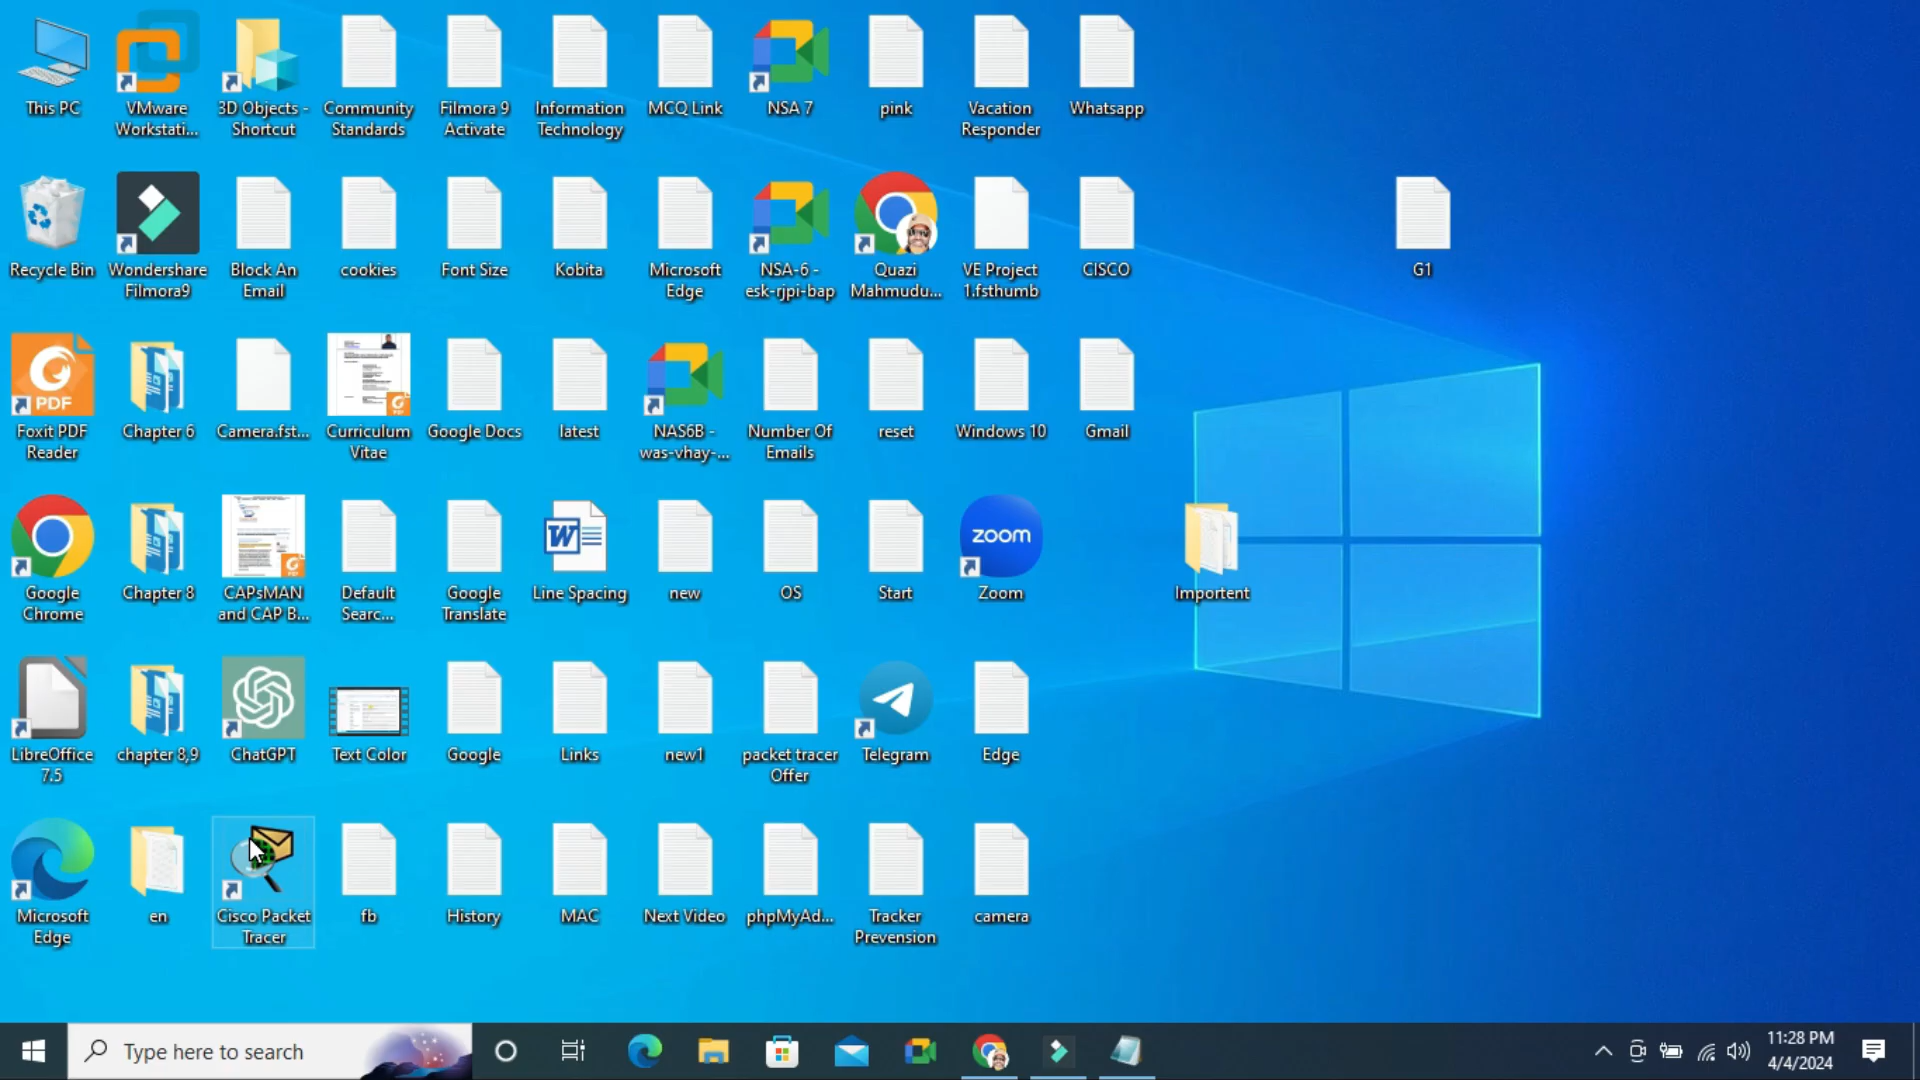 This PC
VMware
Workstati...
3D Objects -
Shortcut
Community
Standards
Filmora 9
Activate
Information
Technology
MCQ Link
NSA 7
pink
Vacation
Responder
Whatsapp
Recycle Bin
Wondershare
Filmora9
Block An
Email
cookies
Font Size
Kobita
Microsoft
Edge
NSA-6 -
esk-rjpi-bap
Quazi
Mahmudu...
VE Project
1.fsthumb
CISCO
G1
PDF
Foxit PDF
Reader
Chapter 6
Camera.fst...
Curriculum
Vitae
Google Docs
latest
NAS6B -
was-vhay-...
Number Of
Emails
reset
Windows 10
Gmail
Google
Chrome
Chapter 8
CAPsMAN
and CAP B...
Default
Searc...
Google
Translate
W
Line Spacing
new
OS
Start
zoom
Zoom
Importent
LibreOffice
7.5
chapter 8,9
ChatGPT
Text Color
Google
Links
new1
packet tracer
Offer
Telegram
Edge
Microsoft
Edge
en
Cisco Packet
Tracer
fb
History
MAC
Next Video
phpMyAd...
Tracker
Prevension
camera
Type here to search
11:28 PM
4/4/2024